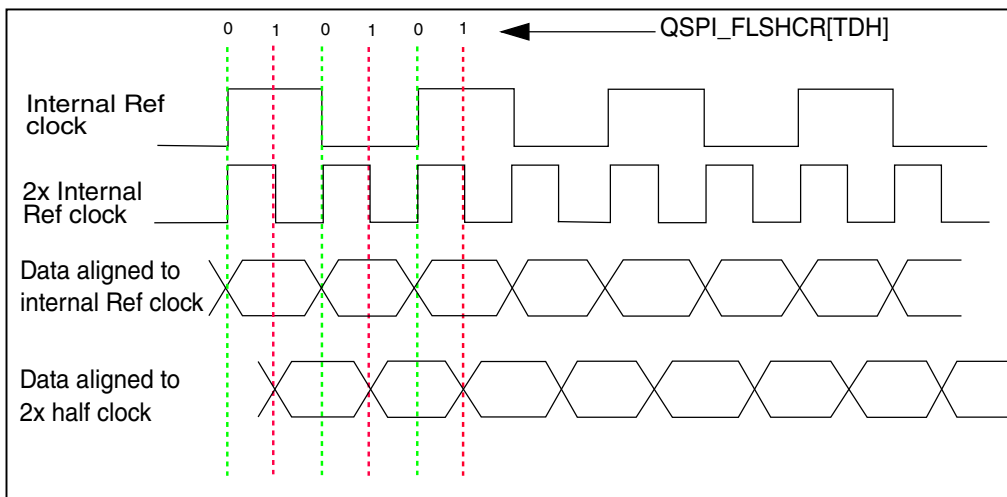 0 1 0 1 0 1 QSPI_FLSHCR[TDH]
Internal Ref
clock
2x Internal
Ref clock
Data aligned to
internal Ref clock
Data aligned to
2x half clock